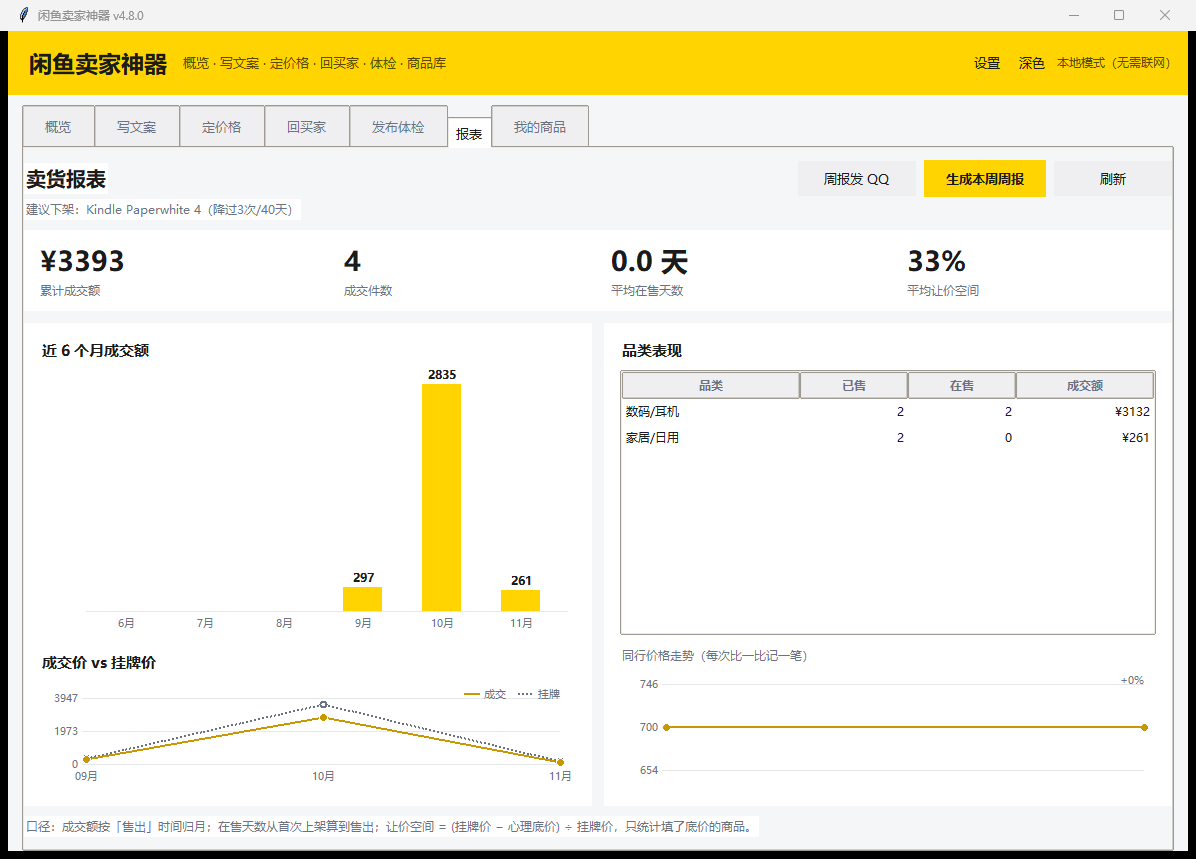 闲鱼卖家神器 v4.8.0
闲鱼卖家神器 概览 · 写文案 · 定价格 · 回买家 · 体检 · 商品库 设置 深色 本地模式（无需联网）
概览 写文案 定价格 回买家 发布体检 报表 我的商品
卖货报表 周报发 QQ 生成本周周报 刷新
建议下架：Kindle Paperwhite 4（降过3次/40天）
¥3393 4 0.0 天 33%
累计成交额 成交件数 平均在售天数 平均让价空间
近 6 个月成交额
2835
297
261
6月 7月 8月 9月 10月 11月
成交价 vs 挂牌价
成交 挂牌
3947
1973
0
09月 10月 11月
品类表现
品类 已售 在售 成交额
数码/耳机 2 2 ¥3132
家居/日用 2 0 ¥261
同行价格走势（每次比一比记一笔）
746 +0%
700
654
口径：成交额按「售出」时间归月；在售天数从首次上架算到售出；让价空间 = (挂牌价 − 心理底价) ÷ 挂牌价，只统计填了底价的商品。